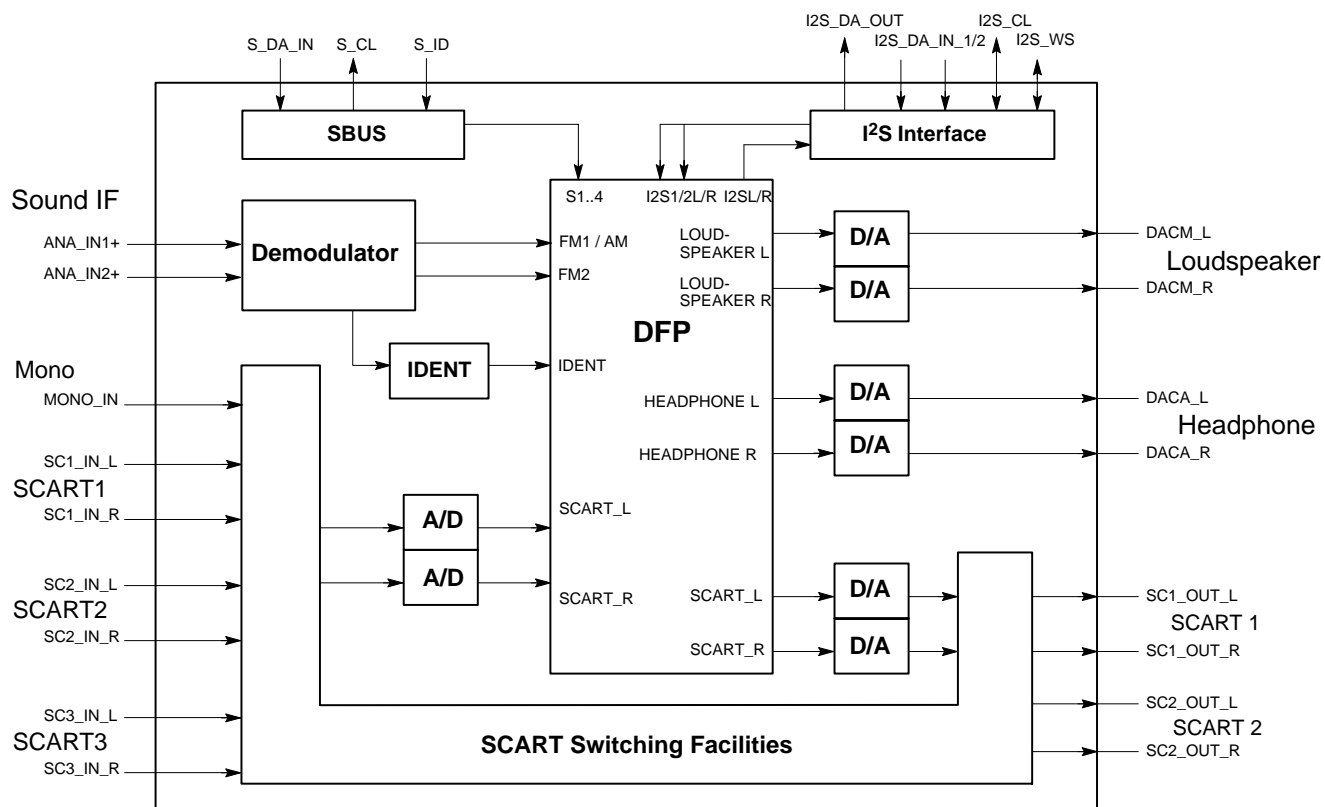 I2S_DA_OUT
I2S_CL
S_DA_IN
S_CL
S_ID
I2S_DA_IN_1/2
I2S_WS
SBUS
I²S Interface
Sound IF
S1..4
I2S1/2L/R
I2SL/R
ANA_IN1+
Demodulator
FM1 / AM
LOUD-
SPEAKER L
D/A
DACM_L
Loudspeaker
ANA_IN2+
FM2
LOUD-
SPEAKER R
D/A
DACM_R
DFP
Mono
IDENT
IDENT
MONO_IN
HEADPHONE L
D/A
DACA_L
Headphone
HEADPHONE R
D/A
DACA_R
SC1_IN_L
SCART1
SC1_IN_R
A/D
SCART_L
SC2_IN_L
SCART2
SC2_IN_R
A/D
SCART_R
SCART_L
D/A
SC1_OUT_L
SCART 1
SCART_R
D/A
SC1_OUT_R
SC3_IN_L
SCART3
SC3_IN_R
SCART Switching Facilities
SC2_OUT_L
SCART 2
SC2_OUT_R